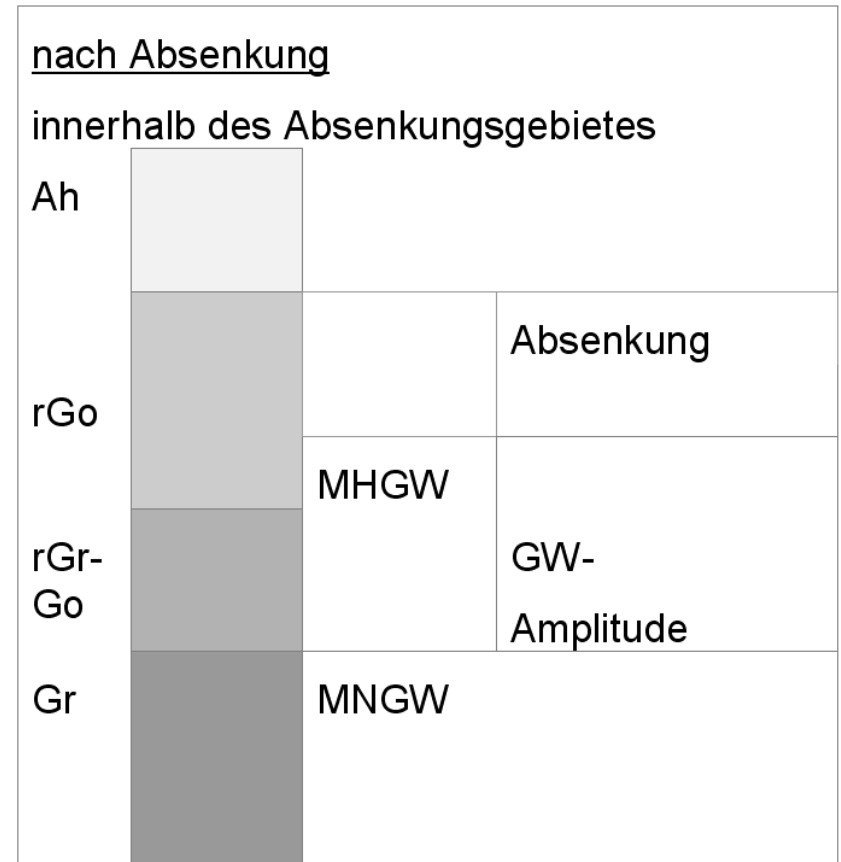 nach Absenkung
innerhalb des Absenkungsgebietes
Ah
Absenkung
rGo
MHGW
rGr-
Go
GW-
Amplitude
Gr
MNGW